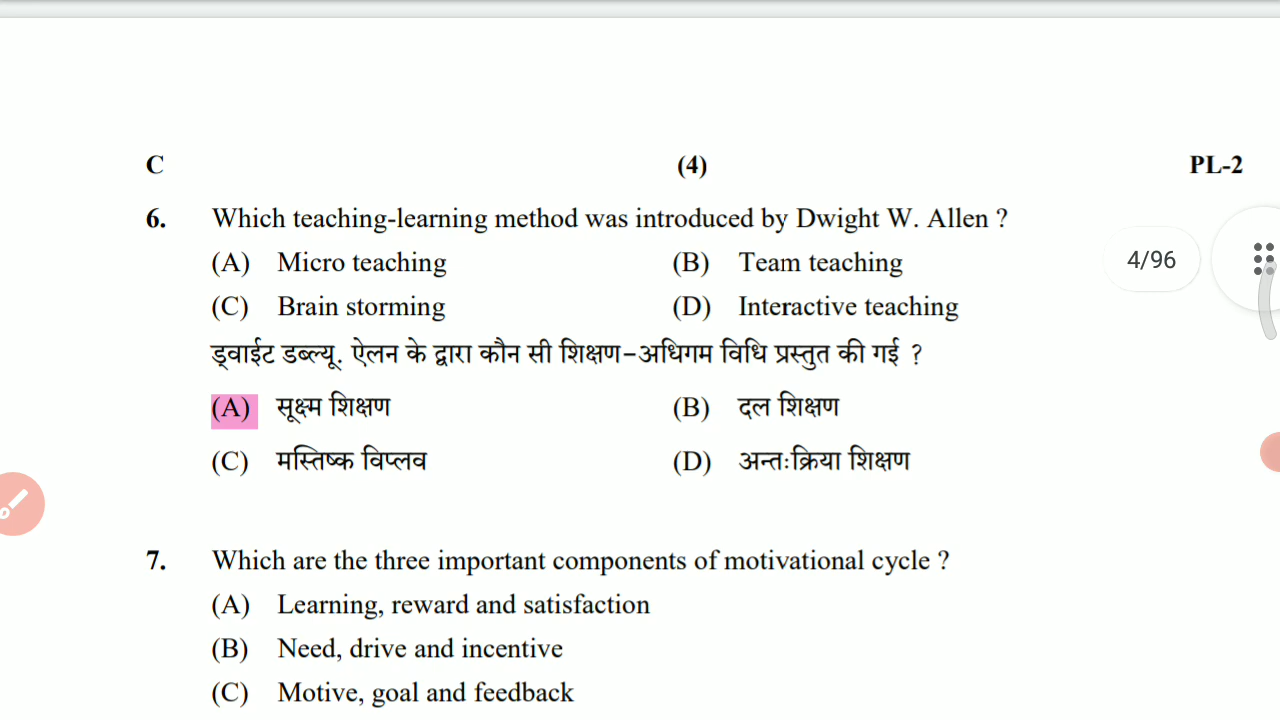 C (4) PL-2
6. Which teaching-learning method was introduced by Dwight W. Allen ?
(A) Micro teaching (B) Team teaching
4/96
(C) Brain storming (D) Interactive teaching
ड्वाईट डब्ल्यू. ऐलन के द्वारा कौन सी शिक्षण-अधिगम विधि प्रस्तुत की गई ?
(A) सूक्ष्म शिक्षण (B) दल शिक्षण
(C) मस्तिष्क विप्लव (D) अन्तःक्रिया शिक्षण
7. Which are the three important components of motivational cycle ?
(A) Learning, reward and satisfaction
(B) Need, drive and incentive
(C) Motive, goal and feedback